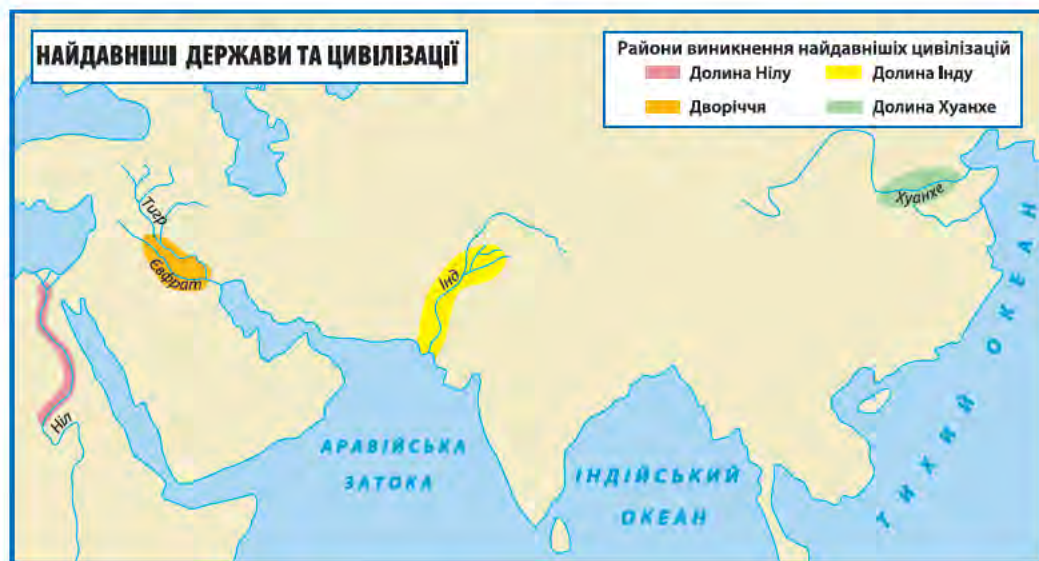 НАЙДАВНІШІ ДЕРЖАВИ ТА ЦИВІЛІЗАЦІЇ
Райони виникнення найдавніших цивілізацій
Долина Нілу
Долина Інду
Дворіччя
Долина Хуанхе
Тигр
Євфрат
Ніл
Інд
Хуанхе
АРАВІЙСЬКА
ЗАТОКА
ІНДІЙСЬКИЙ
ОКЕАН
ТИХИЙ ОКЕАН